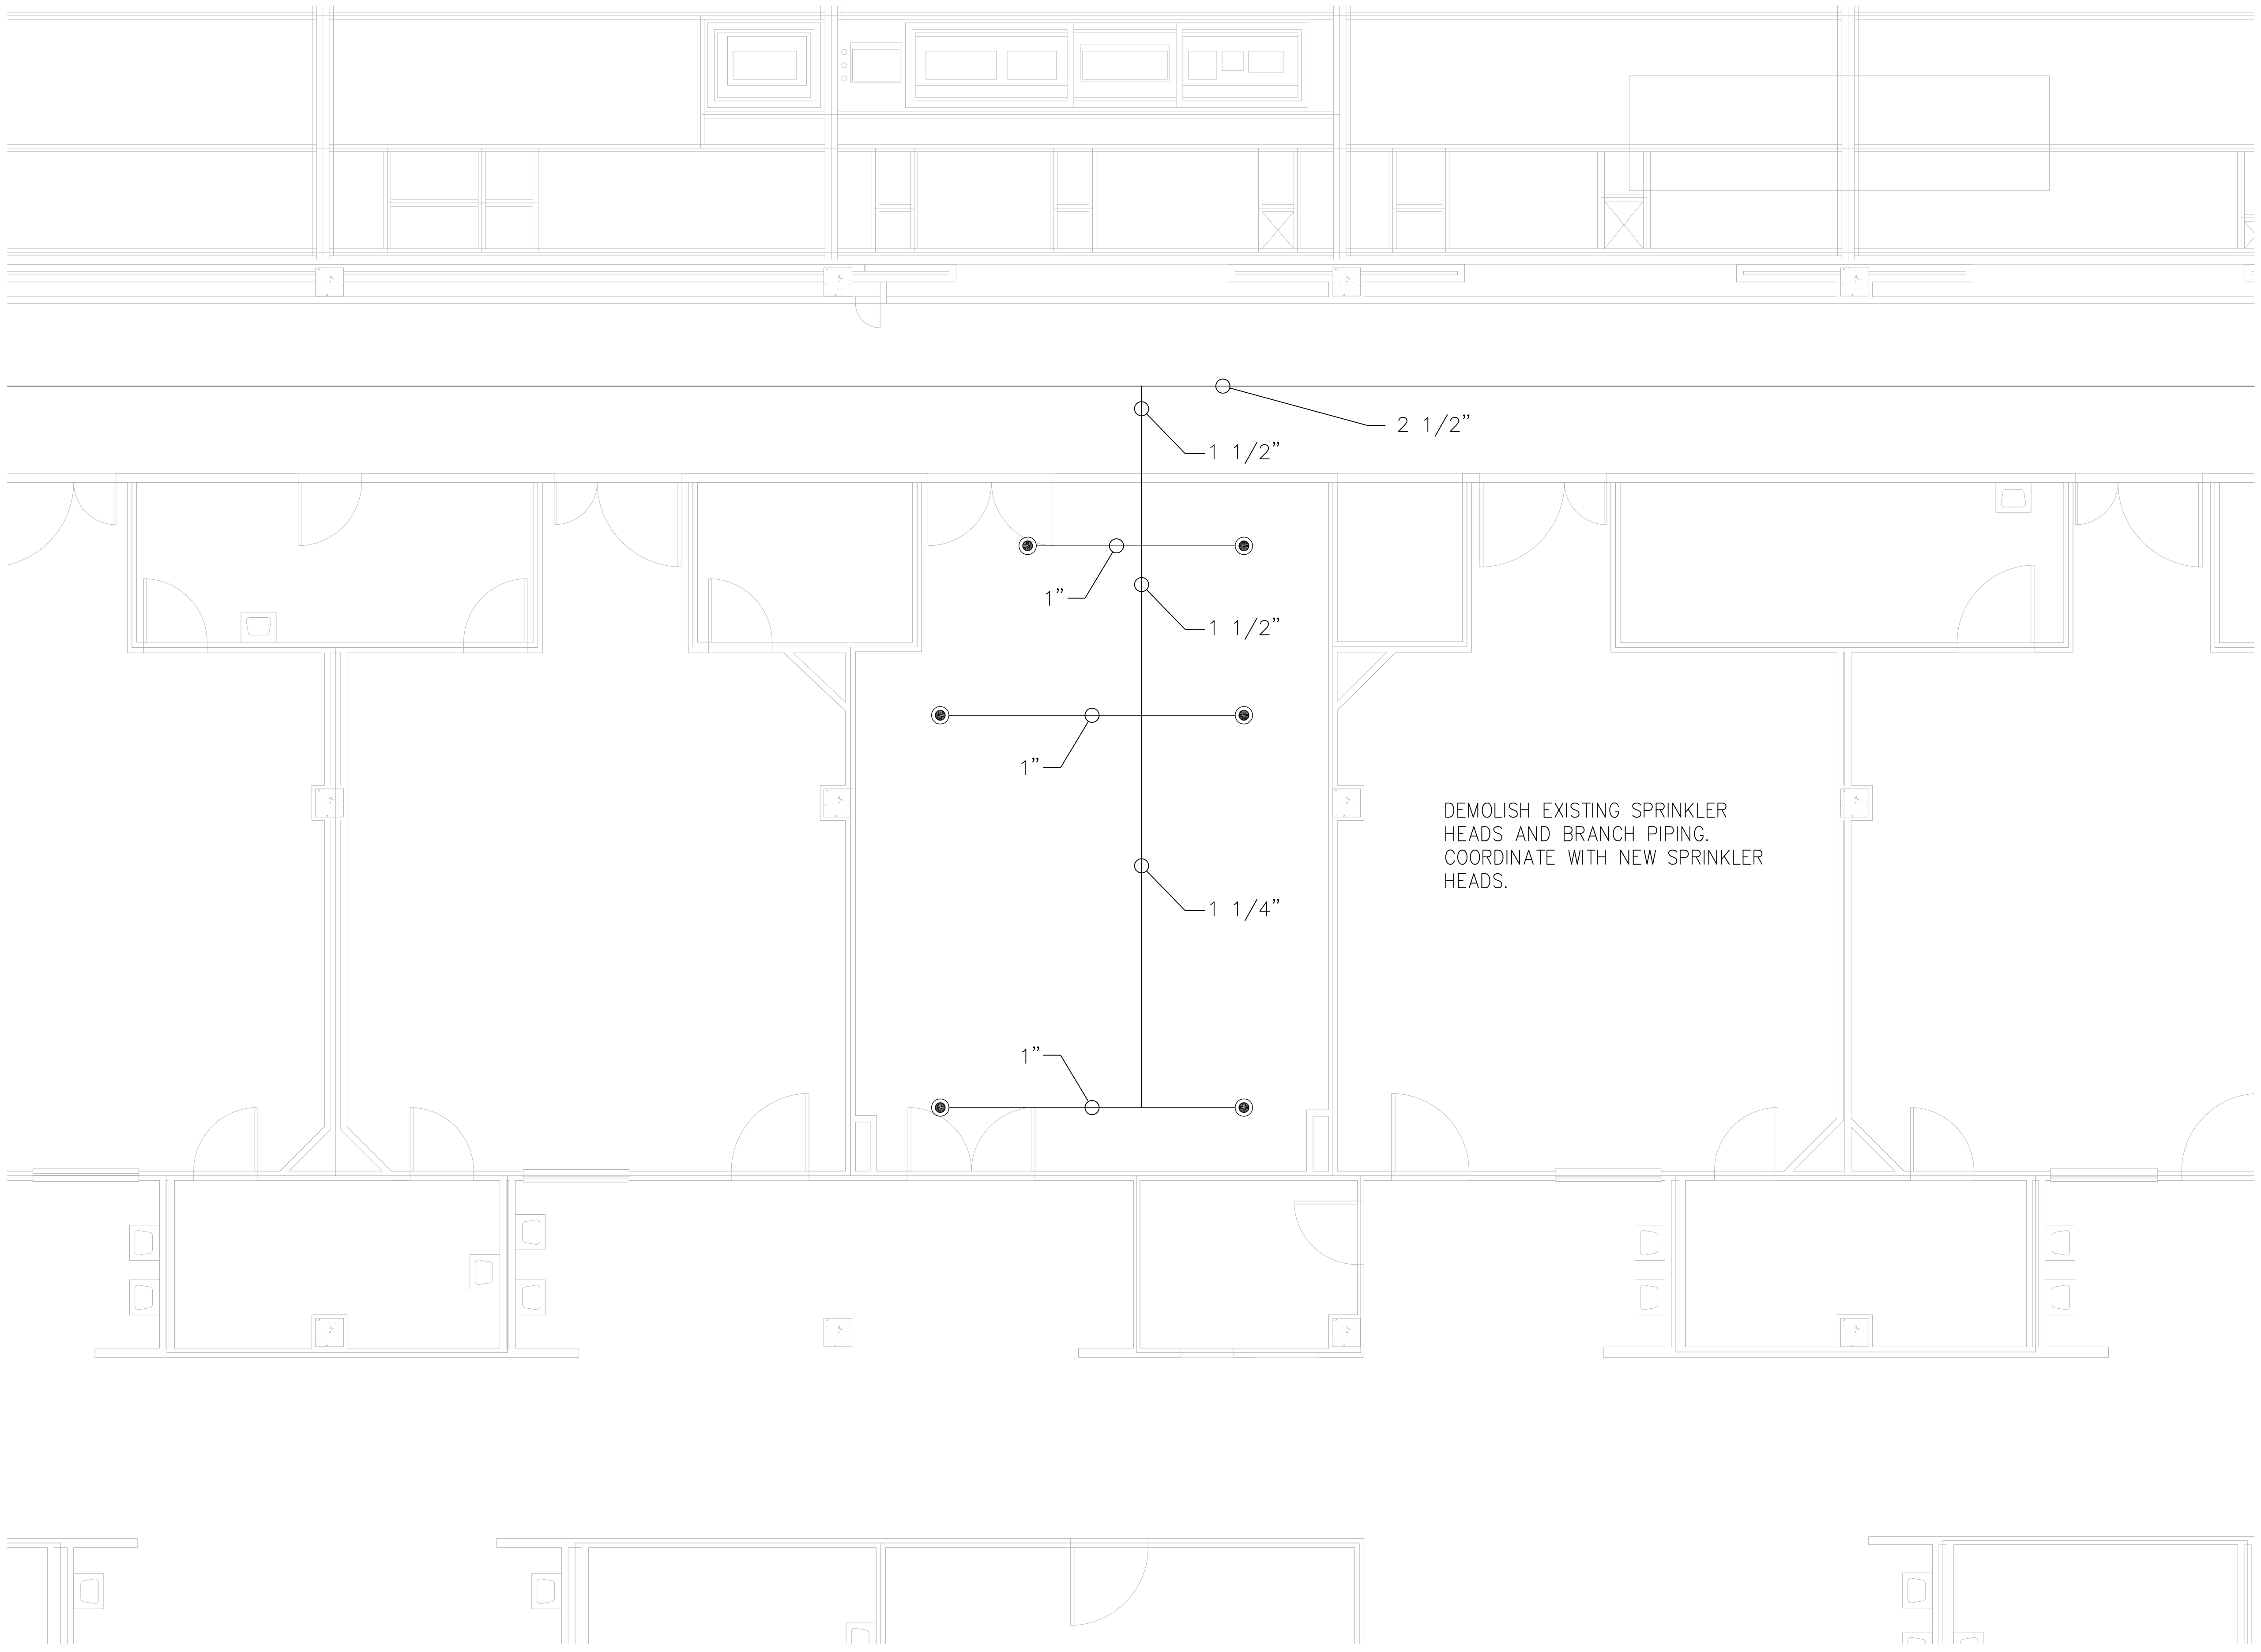 2 1/2"
1 1/2"
1"
1 1/2"
1"
DEMOLISH EXISTING SPRINKLER
HEADS AND BRANCH PIPING.
COORDINATE WITH NEW SPRINKLER
HEADS.
1 1/4"
1"